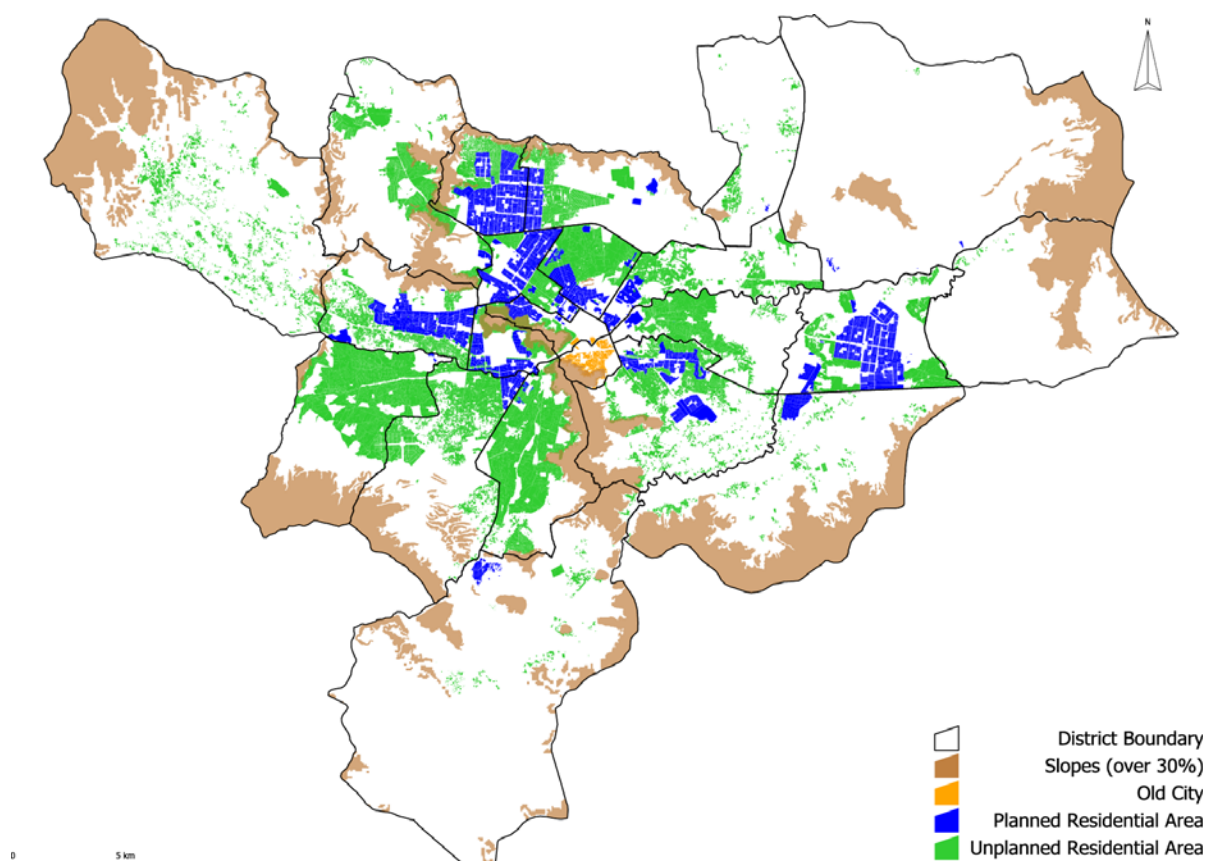 N
District Boundary
Slopes (over 30%)
Old City
Planned Residential Area
Unplanned Residential Area
0 5 km